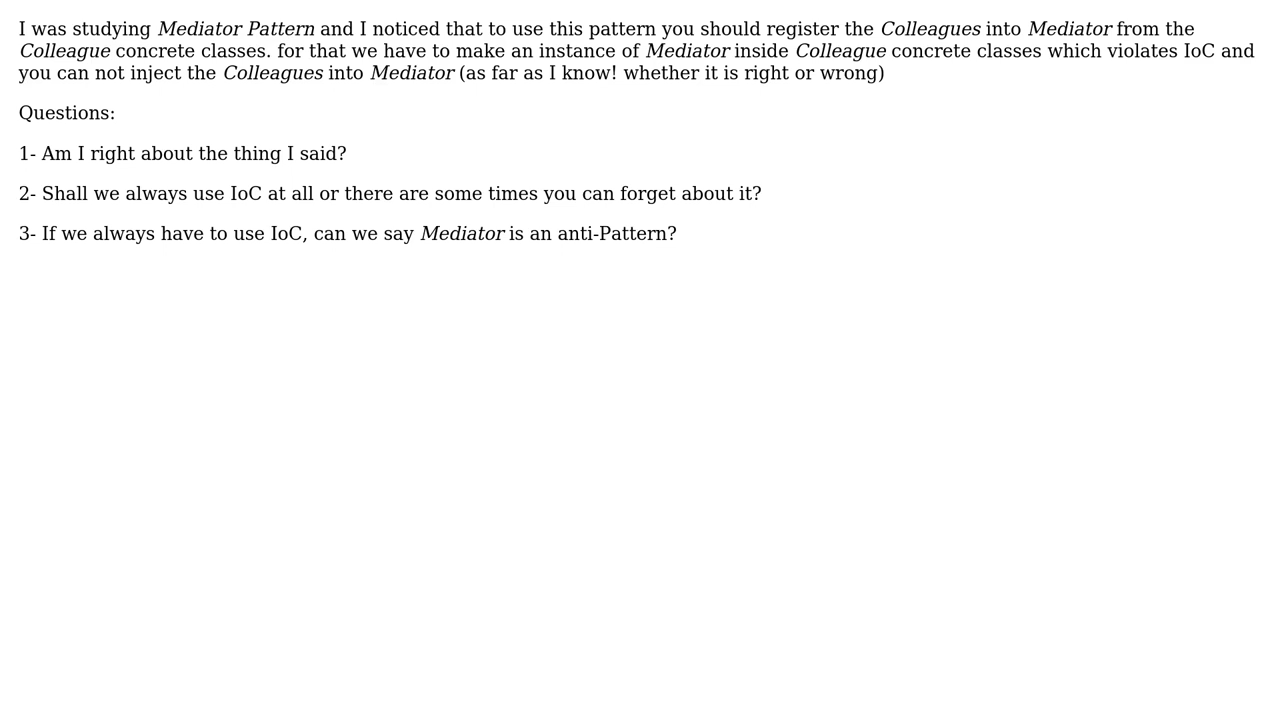 I was studying Mediator Pattern and I noticed that to use this pattern you should register the Colleagues into Mediator from the
Colleague concrete classes. for that we have to make an instance of Mediator inside Colleague concrete classes which violates IoC and
you can not inject the Colleagues into Mediator (as far as I know! whether it is right or wrong)
Questions:
1- Am I right about the thing I said?
2- Shall we always use IoC at all or there are some times you can forget about it?
3- If we always have to use IoC, can we say Mediator is an anti-Pattern?